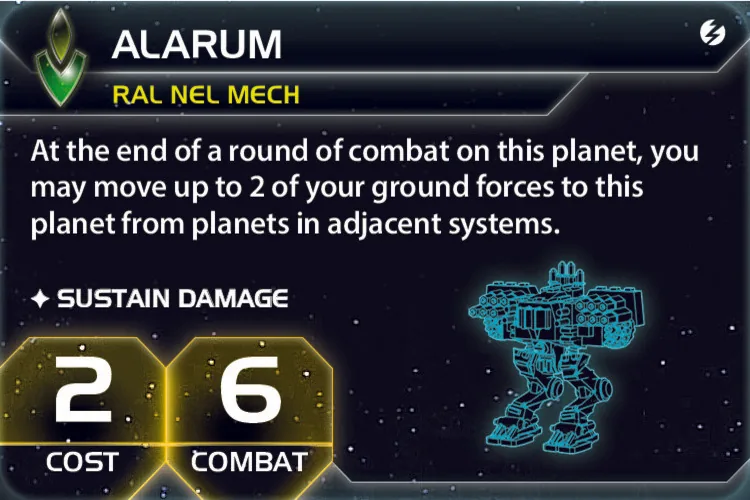 ALARUM
RAL NEL MECH
At the end of a round of combat on this planet, you
may move up to 2 of your ground forces to this
planet from planets in adjacent systems.
SUSTAIN DAMAGE
2
COST
6
COMBAT